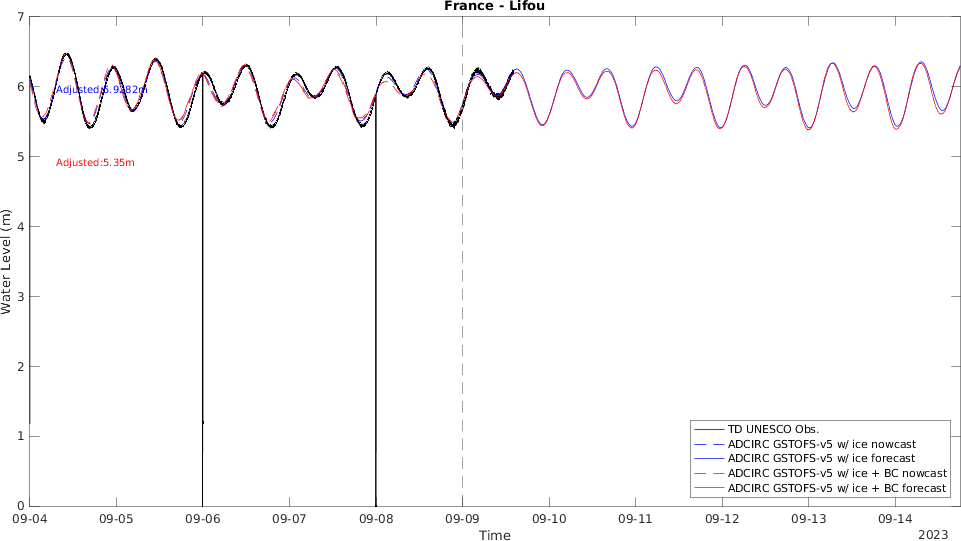 France - Lifou
7
6
5
4
3
2
1
0
Water Level (m)
Adjusted:5.9282m
Adjusted:5.35m
TD UNESCO Obs.
ADCIRC GSTOFS-v5 w/ ice nowcast
ADCIRC GSTOFS-v5 w/ ice forecast
ADCIRC GSTOFS-v5 w/ ice + BC nowcast
ADCIRC GSTOFS-v5 w/ ice + BC forecast
09-04 09-05 09-06 09-07 09-08 09-09 09-10 09-11 09-12 09-13 09-14
Time
2023